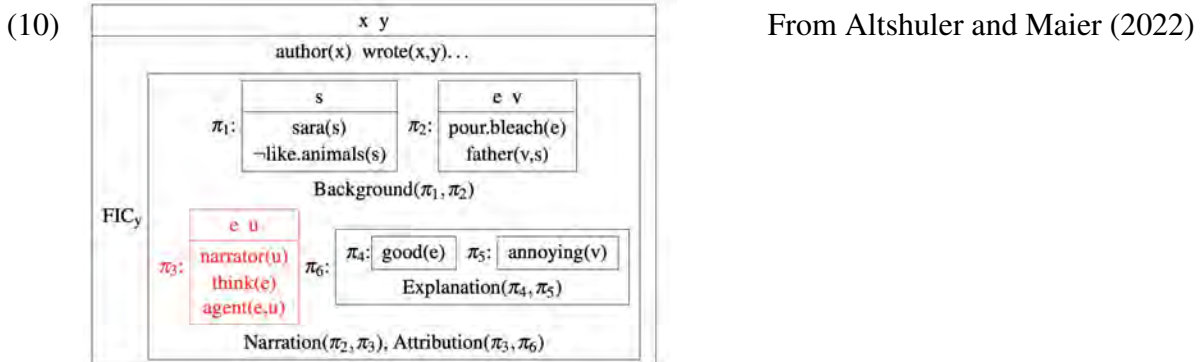 (10) From Altshuler and Maier (2022)
x y
author(x) wrote(x,y)…
s e v
π1: sara(s) π2: pour.bleach(e)
¬like.animals(s) father(v,s)
Background(π1,π2)
FICy
e u
π3: narrator(u) π6: π4: good(e) π5: annoying(v)
think(e) Explanation(π4,π5)
agent(e,u)
Narration(π2,π3), Attribution(π3,π6)